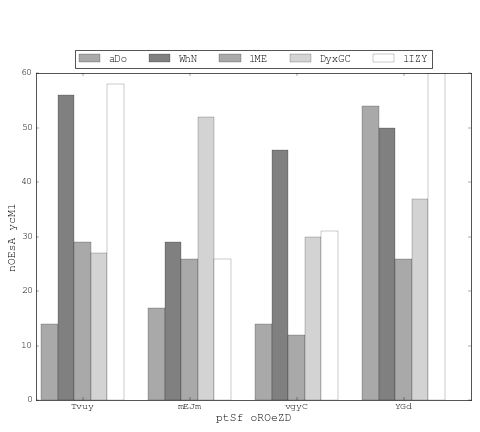 aDo WhN lME DyxGC lIZY
60
50
40
30
20
10
0
nOEsA ycMl
Tvuy mEJm vgyC YGd
ptSf oROeZD